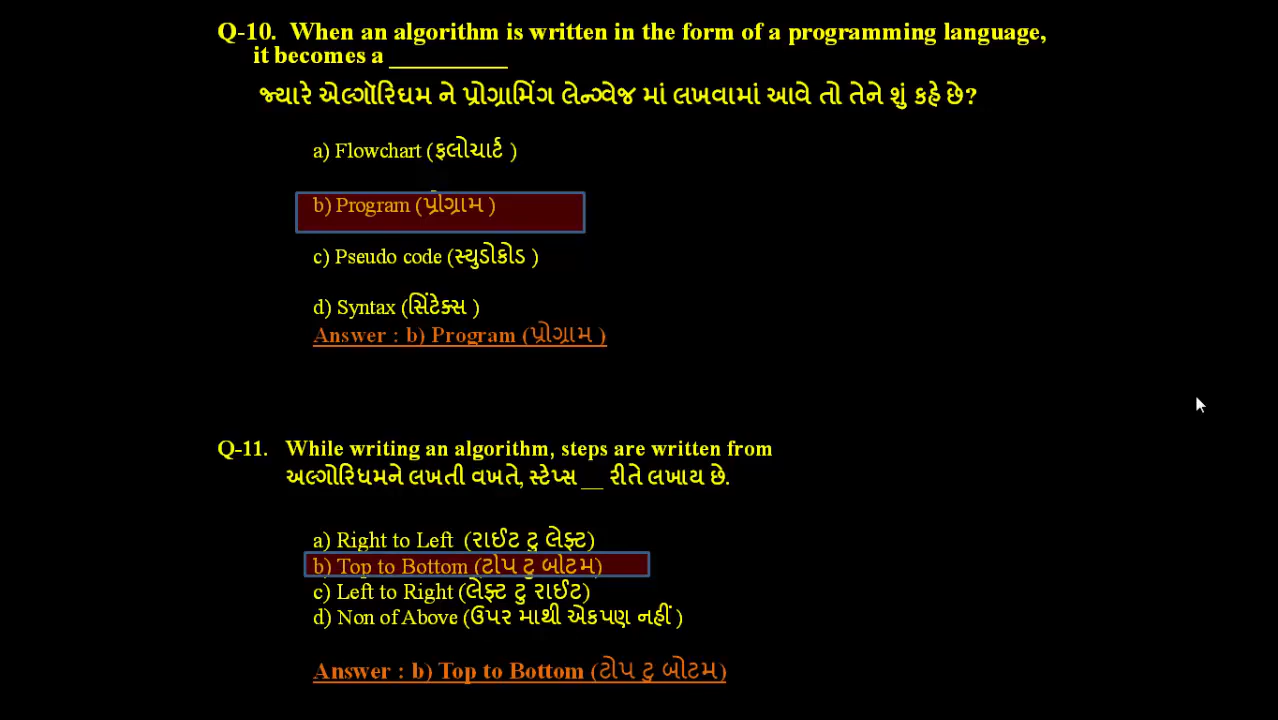 Q-10. When an algorithm is written in the form of a programming language,
it becomes a _________
જ્યારે એલ્ગૉરિઘમ ને પ્રોગ્રામિંગ લેન્ગ્વેજ માં લખવામાં આવે તો તેને શું કહે છે?
a) Flowchart (ફલોચાર્ટ )
b) Program (પ્રોગ્રામ )
c) Pseudo code (સ્યુડોકોડ )
d) Syntax (સિંટેક્સ )
Answer : b) Program (પ્રોગ્રામ )
Q-11. While writing an algorithm, steps are written from
અલ્ગોરિધમને લખતી વખતે, સ્ટેપ્સ __ રીતે લખાય છે.
a) Right to Left (રાઈટ ટુ લેફ્ટ)
b) Top to Bottom (ટોપ ટુ બોટમ)
c) Left to Right (લેફ્ટ ટુ રાઈટ)
d) Non of Above (ઉપર માથી એકપણ નહીં )
Answer : b) Top to Bottom (ટોપ ટુ બોટમ)